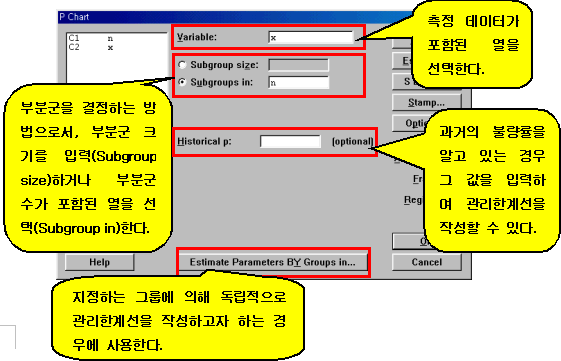 P Chart
C1 n
C2 x
Variable: x
Subgroup size:
Subgroups in: n
Historical p: (optional)
Stamp...
Help
Estimate Parameters BY Groups in...
Cancel
측정 데이터가
포함된 열을
선택한다.
부분군을 결정하는 방
법으로서, 부분군 크
기를 입력(Subgroup
size)하거나 부분군
수가 포함된 열을 선
택(Subgroup in)한다.
과거의 불량률을
알고 있는 경우
그 값을 입력하
여 관리한계선을
작성할 수 있다.
지정하는 그룹에 의해 독립적으로
관리한계선을 작성하고자 하는 경
우에 사용한다.